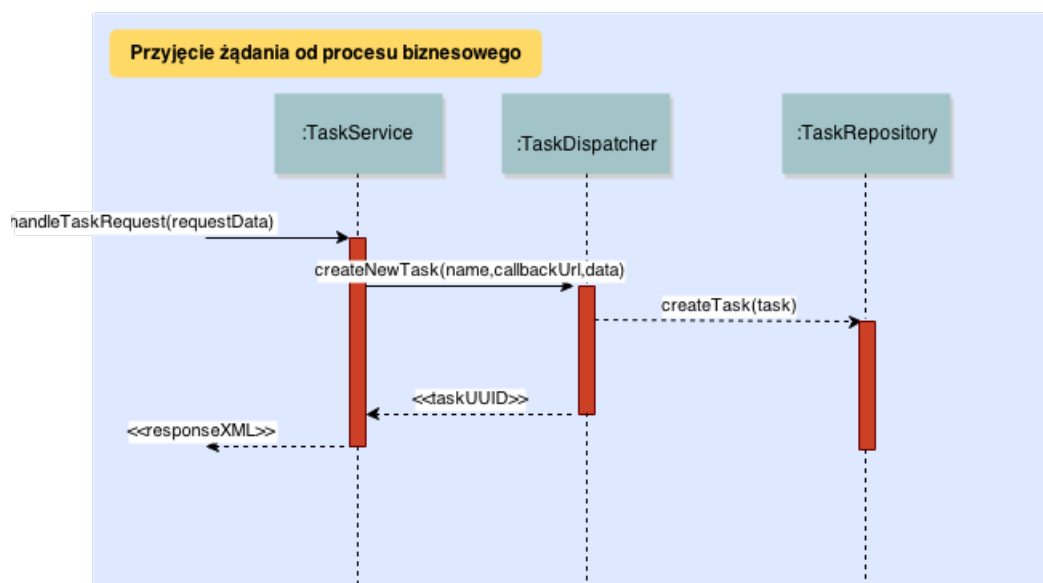 Przyjęcie żądania od procesu biznesowego
:TaskService
:TaskDispatcher
:TaskRepository
handleTaskRequest(requestData)
createNewTask(name,callbackUrl,data)
createTask(task)
<<taskUUID>>
<<responseXML>>